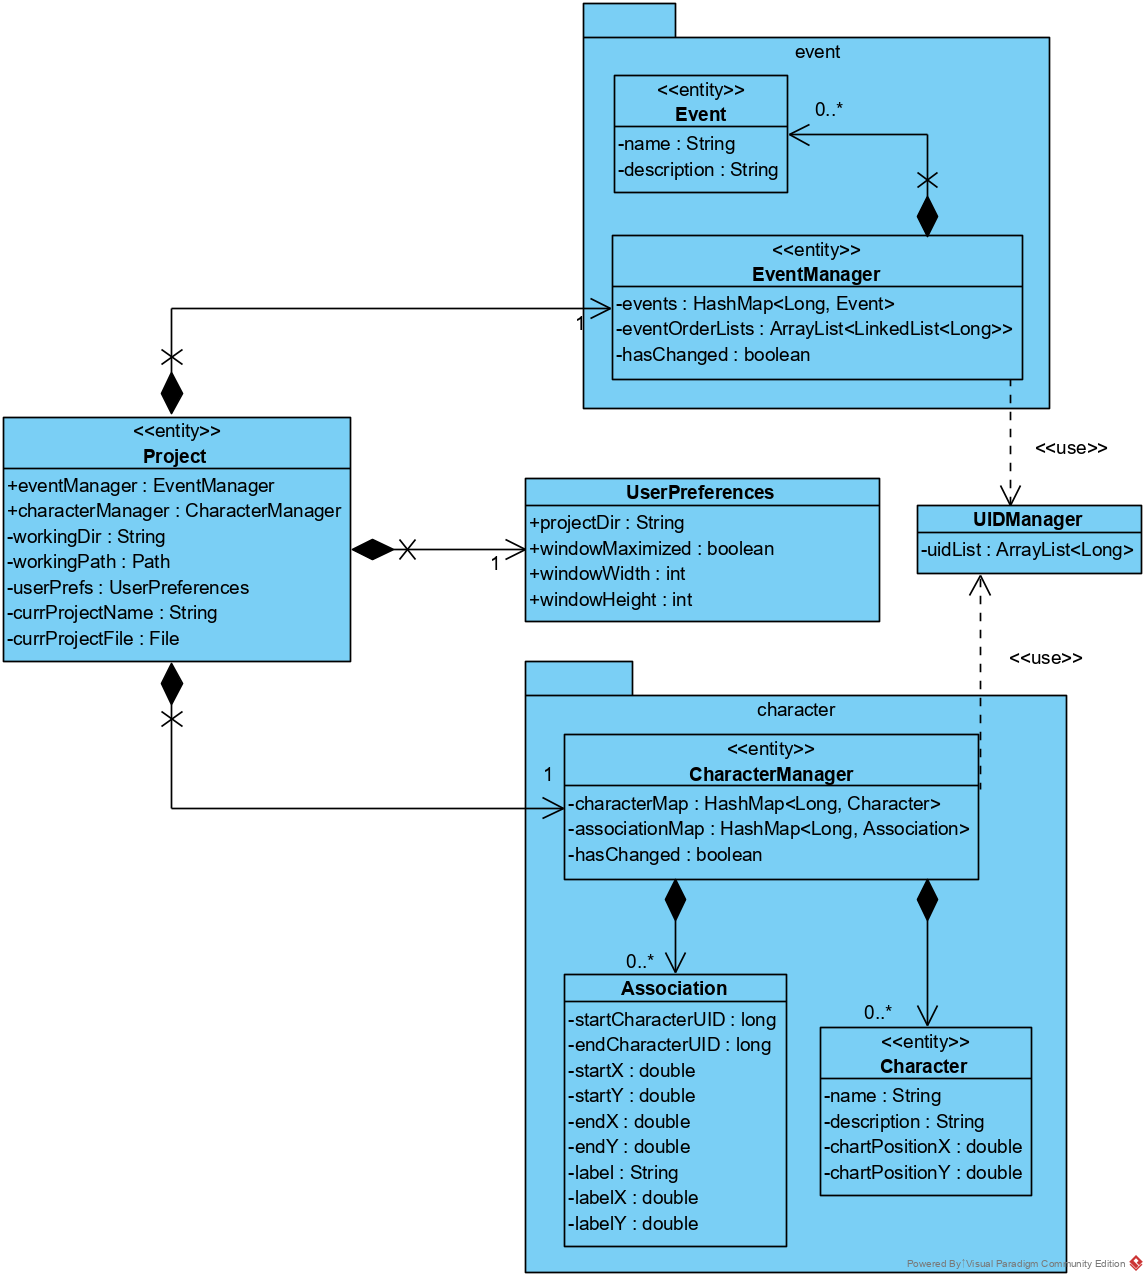 event
<<entity>>
Event
-name : String
-description : String
0..*
<<entity>>
EventManager
-events : HashMap<Long, Event>
-eventOrderLists : ArrayList<LinkedList<Long>>
-hasChanged : boolean
1
<<entity>>
Project
+eventManager : EventManager
+characterManager : CharacterManager
-workingDir : String
-workingPath : Path
-userPrefs : UserPreferences
-currProjectName : String
-currProjectFile : File
<<use>>
UserPreferences
+projectDir : String
+windowMaximized : boolean
+windowWidth : int
+windowHeight : int
1
UIDManager
-uidList : ArrayList<Long>
<<use>>
character
<<entity>>
CharacterManager
-characterMap : HashMap<Long, Character>
-associationMap : HashMap<Long, Association>
-hasChanged : boolean
1
0..*
Association
-startCharacterUID : long
-endCharacterUID : long
-startX : double
-startY : double
-endX : double
-endY : double
-label : String
-labelX : double
-labelY : double
0..*
<<entity>>
Character
-name : String
-description : String
-chartPositionX : double
-chartPositionY : double
Powered By Visual Paradigm Community Edition